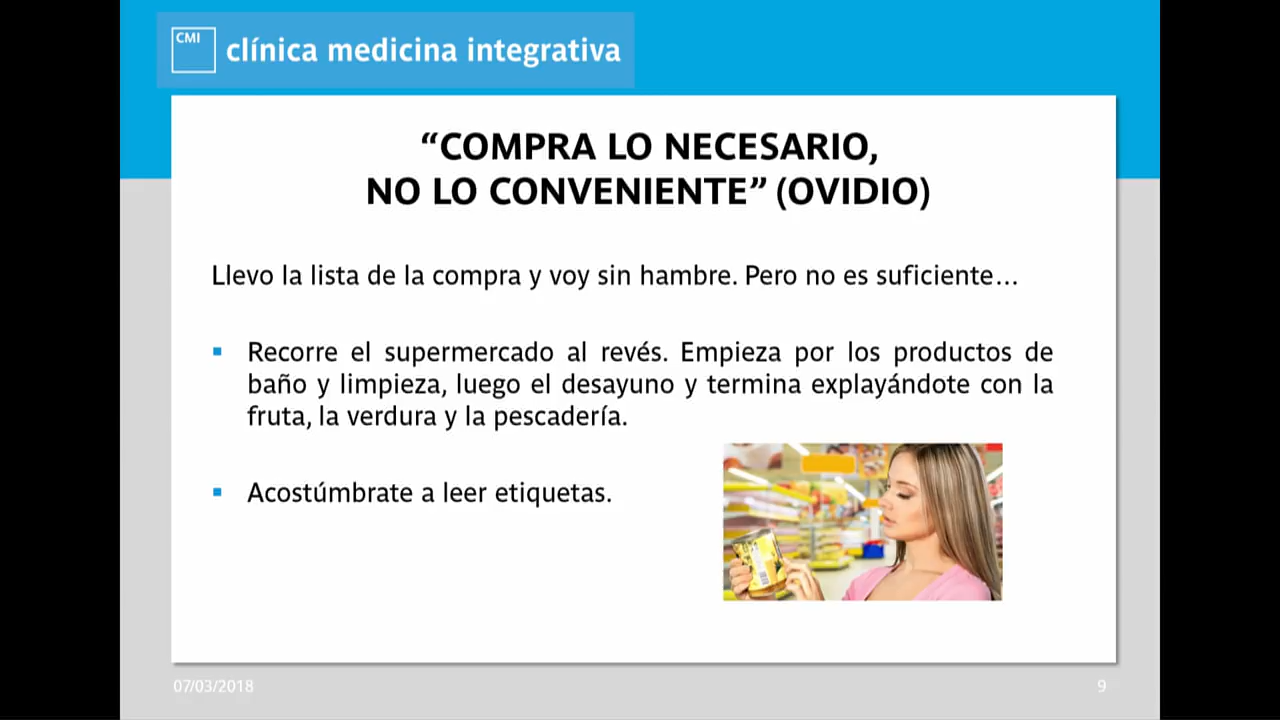 CMI
clínica medicina integrativa
“COMPRA LO NECESARIO,
NO LO CONVENIENTE” (OVIDIO)
Llevo la lista de la compra y voy sin hambre. Pero no es suficiente…
▪ Recorre el supermercado al revés. Empieza por los productos de
baño y limpieza, luego el desayuno y termina explayándote con la
fruta, la verdura y la pescadería.
▪ Acostúmbrate a leer etiquetas.
07/03/2018
9